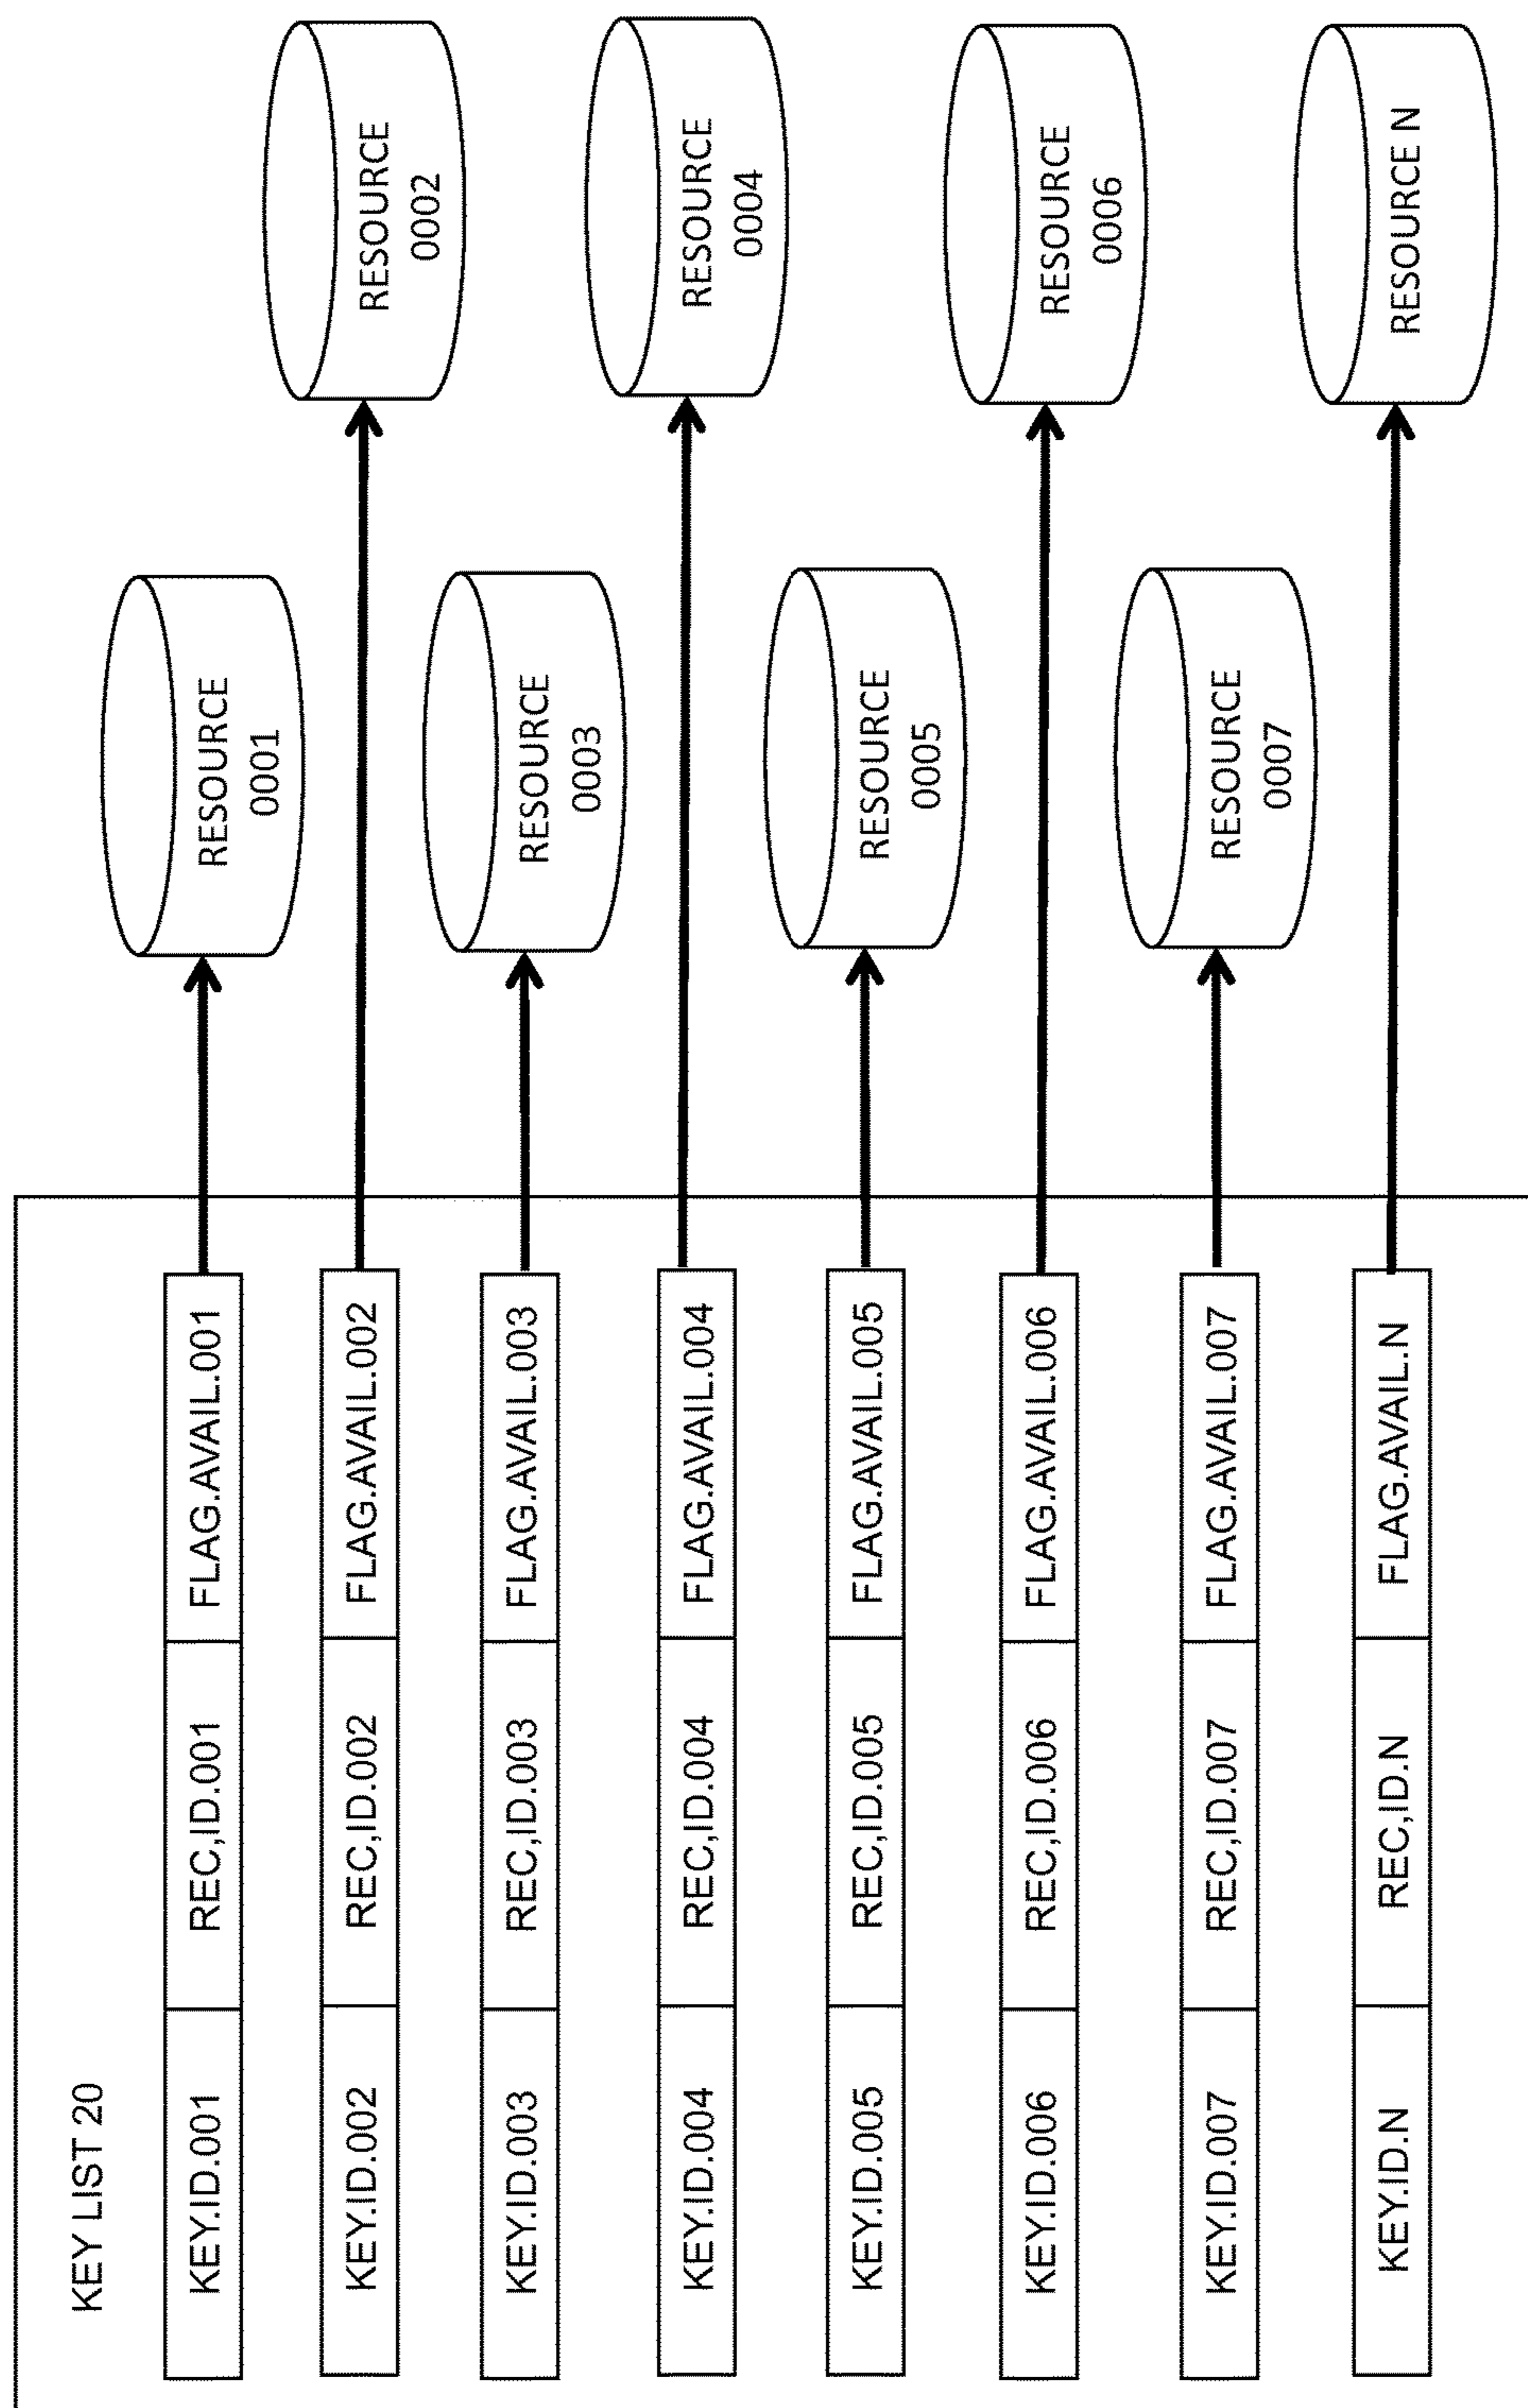 KEY LIST 20
KEY.ID.001 REC,ID.001 FLAG.AVAIL.001
RESOURCE
0001
KEY.ID.002 REC,ID.002 FLAG.AVAIL.002
RESOURCE
0002
KEY.ID.003 REC,ID.003 FLAG.AVAIL.003
RESOURCE
0003
KEY.ID.004 REC,ID.004 FLAG.AVAIL.004
RESOURCE
0004
KEY.ID.005 REC,ID.005 FLAG.AVAIL.005
RESOURCE
0005
KEY.ID.006 REC,ID.006 FLAG.AVAIL.006
RESOURCE
0006
KEY.ID.007 REC,ID.007 FLAG.AVAIL.007
RESOURCE
0007
KEY.ID.N REC,ID.N FLAG.AVAIL.N
RESOURCE N